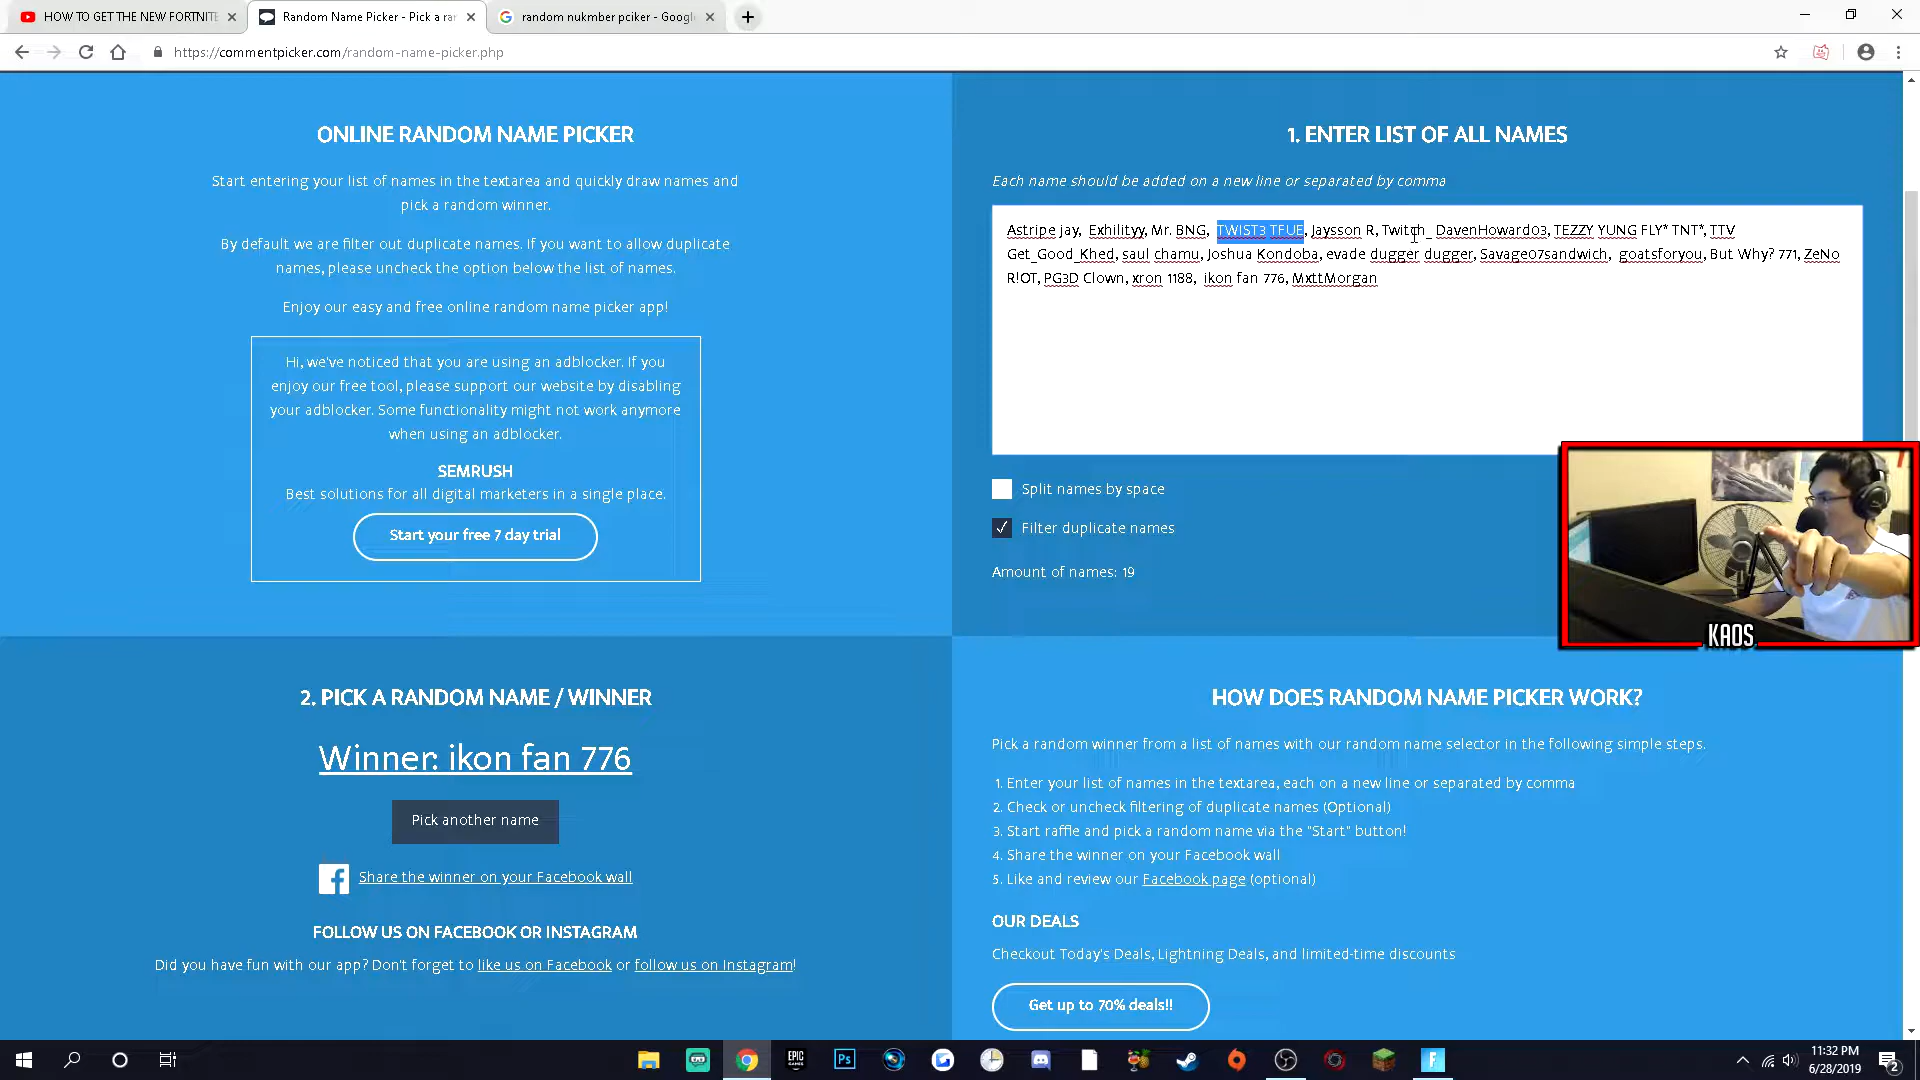 HOW TO GET THE NEW FORTNITE
Random Name Picker - Pick a ra
random nukmber pciker - Google
https://commentpicker.com/random-name-picker.php
ONLINE RANDOM NAME PICKER
Start entering your list of names in the textarea and quickly draw names and
pick a random winner.
By default we are filter out duplicate names. If you want to allow duplicate
names, please uncheck the option below the list of names.
Enjoy our easy and free online random name picker app!
Hi, we've noticed that you are using an adblocker. If you
enjoy our free tool, please support our website by disabling
your adblocker. Some functionality might not work anymore
when using an adblocker.
SEMRUSH
Best solutions for all digital marketers in a single place.
Start your free 7 day trial
1. ENTER LIST OF ALL NAMES
Each name should be added on a new line or separated by comma
Astripe jay, Exhilityy, Mr. BNG, TWIST3 TFUE, Jaysson R, Twitch_ DavenHoward03, TEZZY YUNG FLY* TNT*, TTV
Get_Good_Khed, saul chamu, Joshua Kondoba, evade dugger dugger, Savage07sandwich, goatsforyou, But Why? 771, ZeNo
R!OT, PG3D Clown, xron 1188, ikon fan 776, MxttMorgan
Split names by space
Filter duplicate names
Amount of names: 19
KAOS
2. PICK A RANDOM NAME / WINNER
Winner: ikon fan 776
Pick another name
Share the winner on your Facebook wall
FOLLOW US ON FACEBOOK OR INSTAGRAM
Did you have fun with our app? Don't forget to like us on Facebook or follow us on Instagram!
HOW DOES RANDOM NAME PICKER WORK?
Pick a random winner from a list of names with our random name selector in the following simple steps.
1. Enter your list of names in the textarea, each on a new line or separated by comma
2. Check or uncheck filtering of duplicate names (Optional)
3. Start raffle and pick a random name via the "Start" button!
4. Share the winner on your Facebook wall
5. Like and review our Facebook page (optional)
OUR DEALS
Checkout Today's Deals, Lightning Deals, and limited-time discounts
Get up to 70% deals!!
EPIC GAMES
Ps
F
11:32 PM
6/28/2019
2